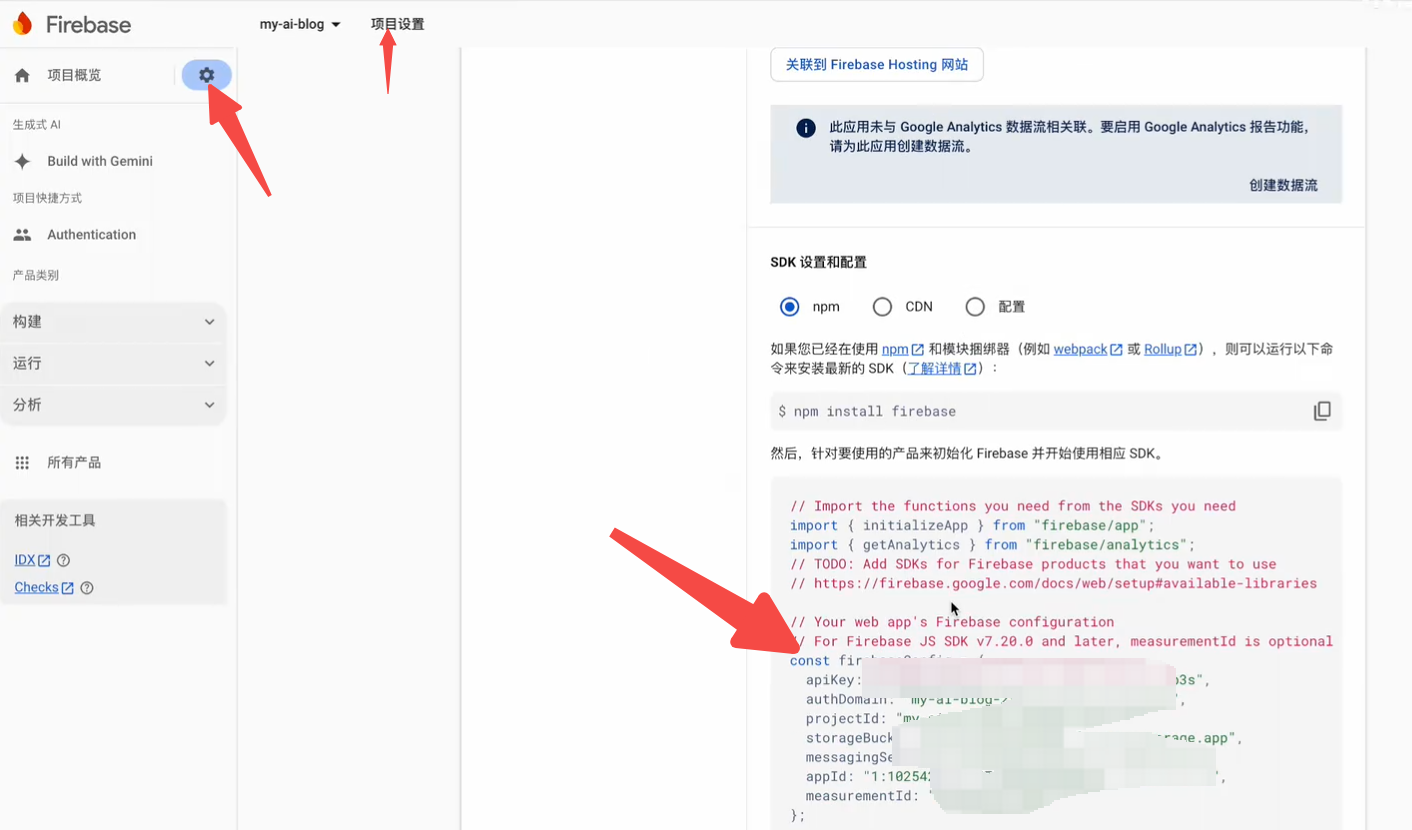 Firebase
my-ai-blog
项目设置
项目概览
生成式 AI
Build with Gemini
项目快捷方式
Authentication
产品类别
构建
运行
分析
所有产品
相关开发工具
IDX
Checks
关联到 Firebase Hosting 网站
此应用未与 Google Analytics 数据流相关联。要启用 Google Analytics 报告功能，
请为此应用创建数据流。
创建数据流
SDK 设置和配置
npm
CDN
配置
如果您已经在使用 npm 和模块捆绑器（例如 webpack 或 Rollup），则可以运行以下命
令来安装最新的 SDK（了解详情）：
$ npm install firebase
然后，针对要使用的产品来初始化 Firebase 并开始使用相应 SDK。
// Import the functions you need from the SDKs you need
import { initializeApp } from "firebase/app";
import { getAnalytics } from "firebase/analytics";
// TODO: Add SDKs for Firebase products that you want to use
// https://firebase.google.com/docs/web/setup#available-libraries
// Your web app's Firebase configuration
// For Firebase JS SDK v7.20.0 and later, measurementId is optional
const
apiKey: 3s",
authDomain: "my-ai-blog-
projectId: "my-
storageBuck .app",
messagingSe
appId: "1:10254
measurementId: "
};